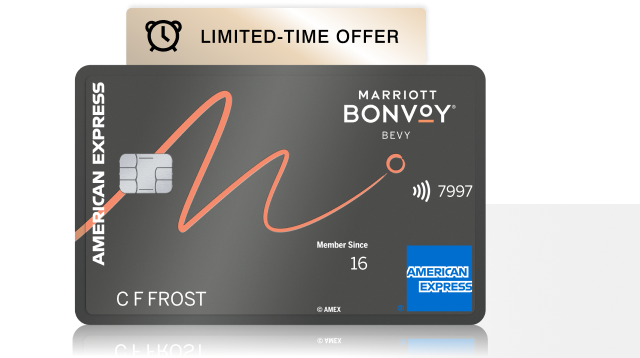 LIMITED-TIME OFFER
AMERICAN EXPRESS
MARRIOTT
BONVOY®
BEVY
7997
Member Since
16
AMERICAN
EXPRESS
®
C F FROST
© AMEX